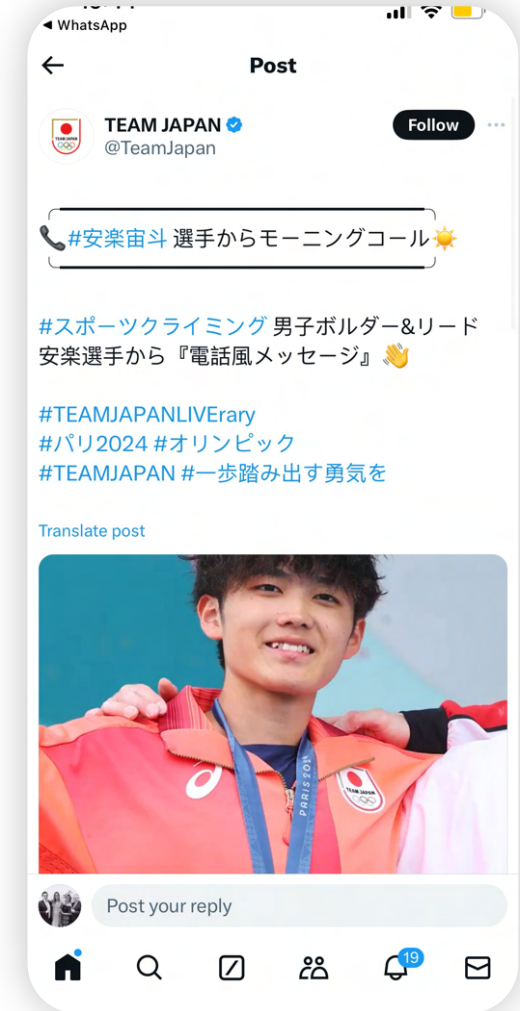 WhatsApp
Post
TEAM JAPAN
@TeamJapan
Follow
#安楽宙斗 選手からモーニングコール
#スポーツクライミング 男子ボルダー&リード
安楽選手から『電話風メッセージ』
#TEAMJAPANLIVErary
#パリ2024 #オリンピック
#TEAMJAPAN #一歩踏み出す勇気を
Translate post
TEAM JAPAN
Post your reply
19